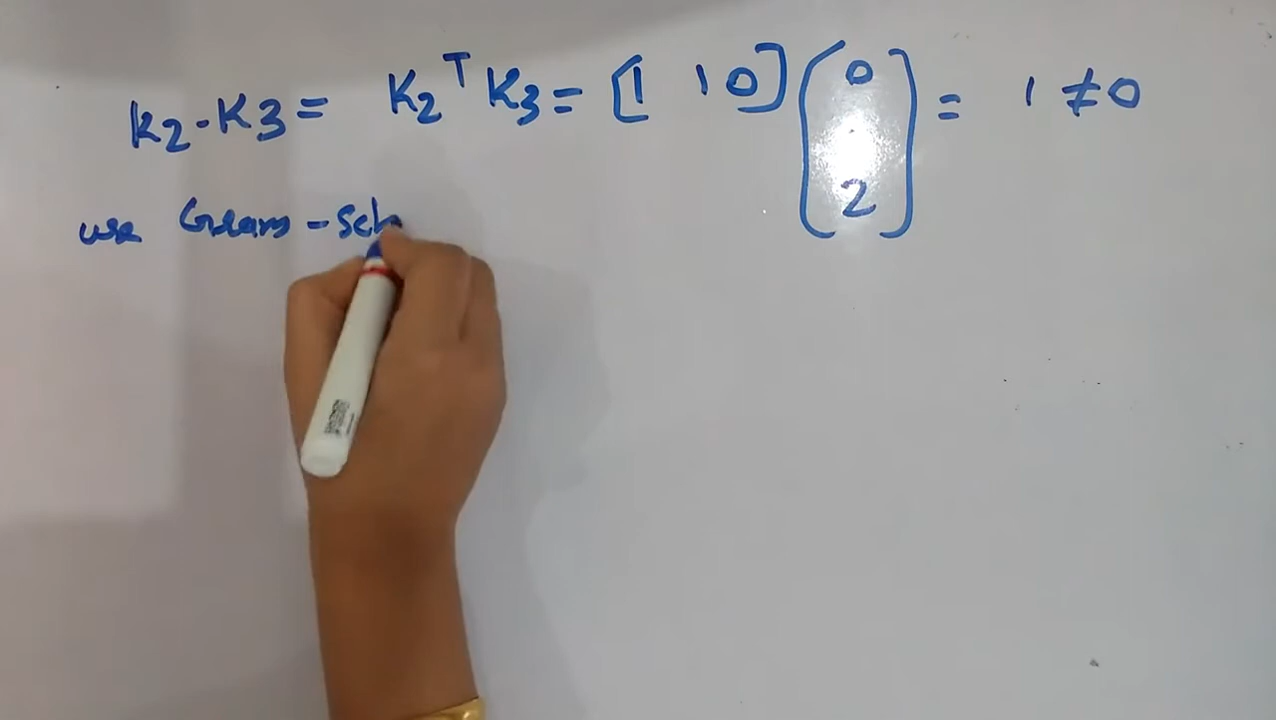 K2 . K3 = K2^T K3 = [1 1 0] (0 2) = 1 ≠ 0
use Gram - Sch